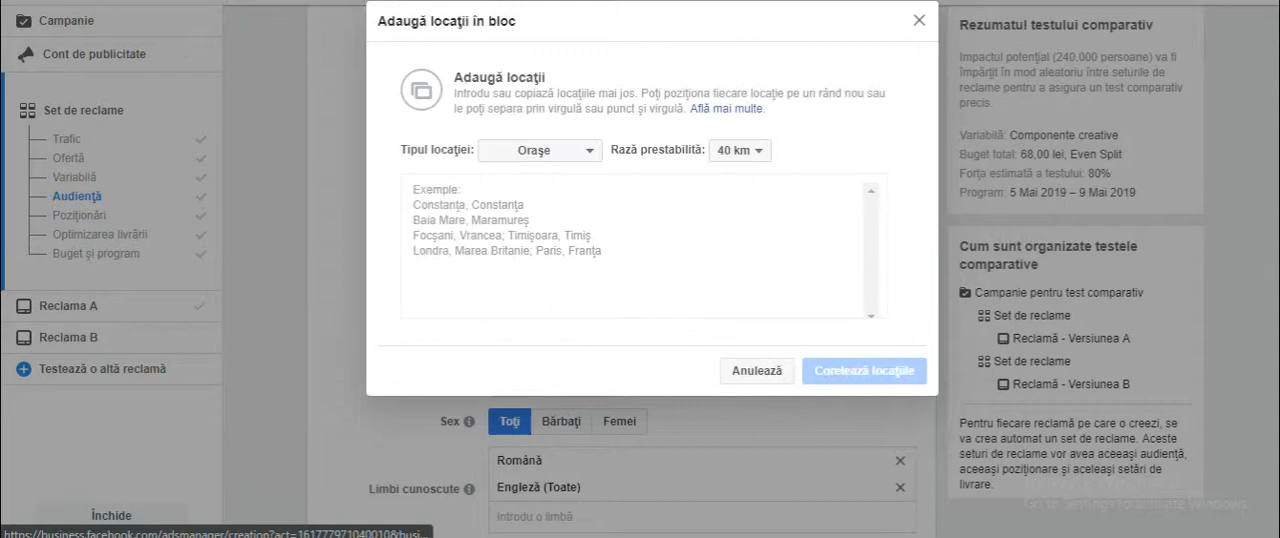 Campanie
Cont de publicitate
Set de reclame
Trafic
Ofertă
Variabilă
Audienţă
Poziţionări
Optimizarea livrării
Buget şi program
Reclama A
Reclama B
Testează o altă reclamă
Închide
https://business.facebook.com/adsmanager/creation?act=1617779710400010&busi...
Adaugă locaţii în bloc
Adaugă locaţii
Introdu sau copiază locaţiile mai jos. Poţi poziţiona fiecare locaţie pe un rând nou sau
le poţi separa prin virgulă sau punct şi virgulă. Află mai multe.
Tipul locaţiei: Oraşe Rază prestabilită: 40 km
Exemple:
Constanţa, Constanţa
Baia Mare, Maramureş
Focşani, Vrancea; Timişoara, Timiş
Londra, Marea Britanie; Paris, Franţa
Anulează Corelează locaţiile
Sex Toţi Bărbaţi Femei
Română
Limbi cunoscute Engleză (Toate)
Introdu o limbă
Rezumatul testului comparativ
Impactul potenţial (240.000 persoane) va fi
împărţit în mod aleatoriu între seturile de
reclame pentru a asigura un test comparativ
precis.
Variabilă: Componente creative
Buget total: 68,00 lei, Even Split
Forţa estimată a testului: 80%
Program: 5 Mai 2019 – 9 Mai 2019
Cum sunt organizate testele
comparative
Campanie pentru test comparativ
Set de reclame
Reclamă - Versiunea A
Set de reclame
Reclamă - Versiunea B
Pentru fiecare reclamă pe care o creezi, se
va crea automat un set de reclame. Aceste
seturi de reclame vor avea aceeaşi audienţă,
aceeaşi poziţionare şi aceleaşi setări de
livrare.
Go to Settings to activate Windows.